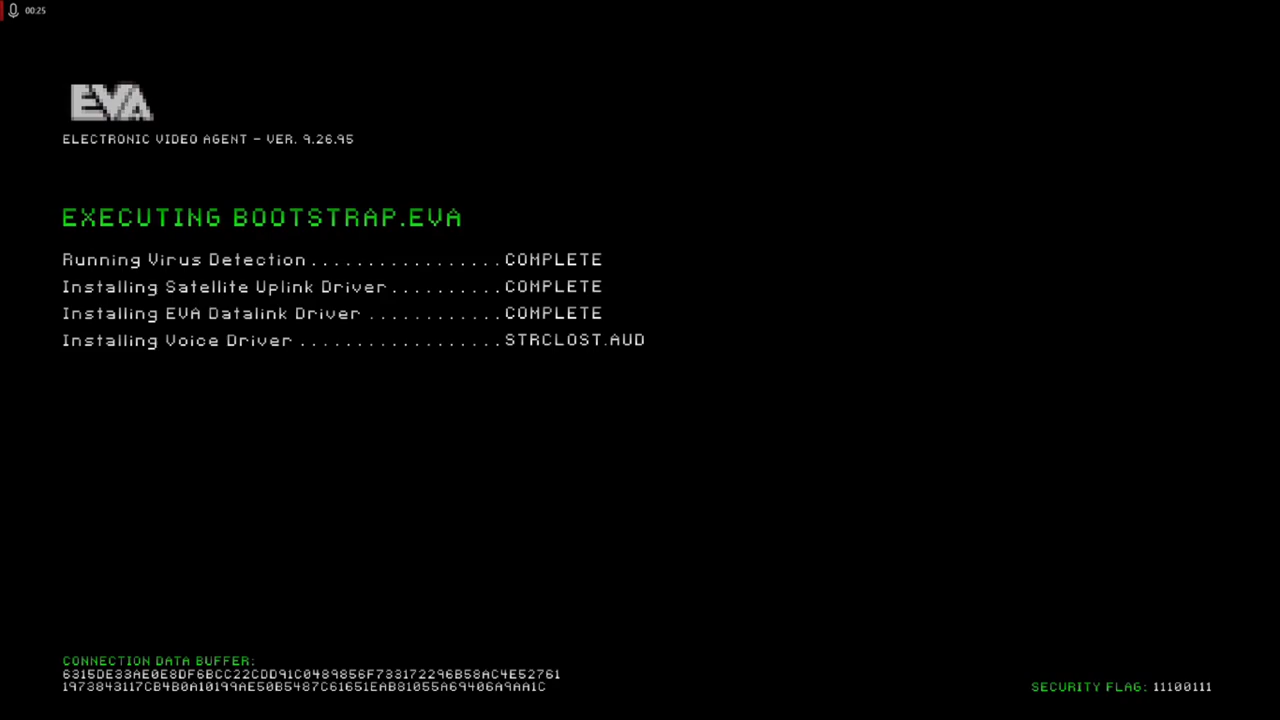 00:25
EVA
ELECTRONIC VIDEO AGENT - VER. 9.26.95
EXECUTING BOOTSTRAP.EVA
Running Virus Detection.................COMPLETE
Installing Satellite Uplink Driver..........COMPLETE
Installing EVA Datalink Driver ............COMPLETE
Installing Voice Driver ..................STRCLOST.AUD
CONNECTION DATA BUFFER:
6315DE33AE0E8DF6BCC22CDD91C0489856F733172296B58AC4E52761
1973843117CB4B0A10199AE50B5487C61651EAB81055A69406A9AA1C
SECURITY FLAG: 11100111